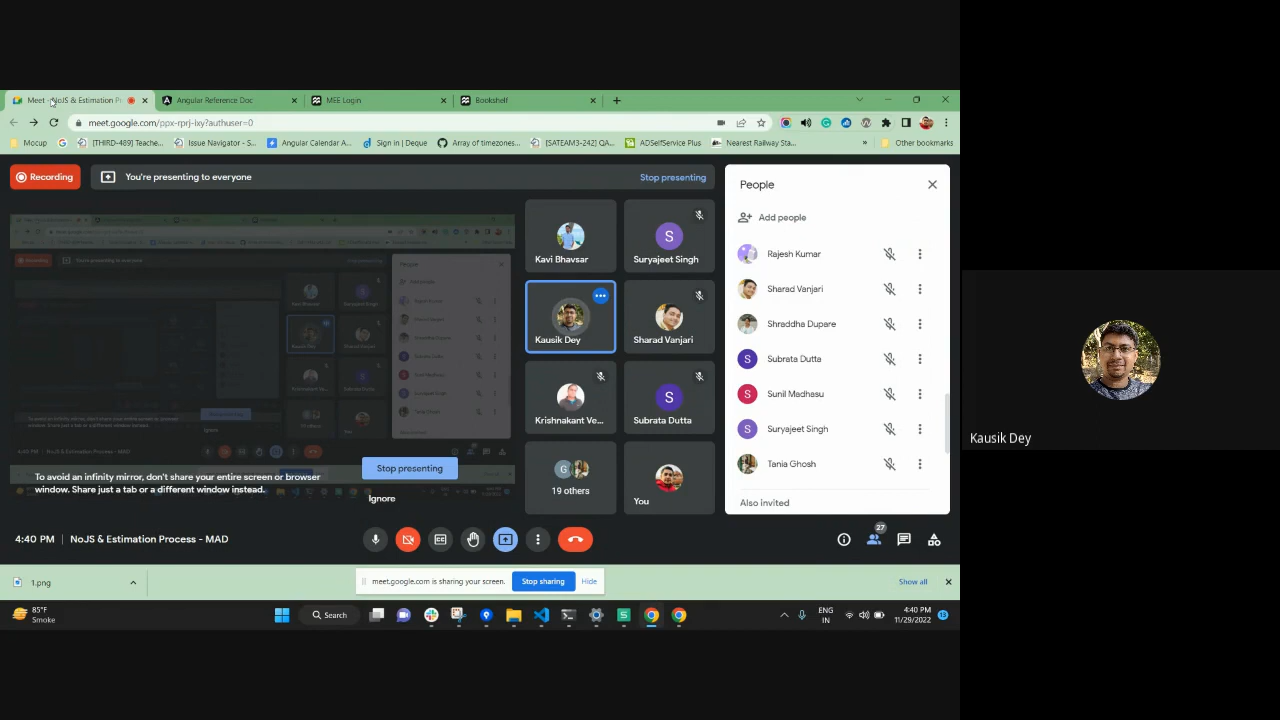 Meet - NoJS & Estimation Pr
Angular Reference Doc
MEE Login
Bookshelf
meet.google.com/ppx-rprj-ixy?authuser=0
Mocup
[THIRD-489] Teache...
Issue Navigator - S...
Angular Calendar A...
Sign in | Deque
Array of timezones...
[SATEAM3-242] QA...
ADSelfService Plus
Nearest Railway Sta...
»
Other bookmarks
Recording
You're presenting to everyone
Stop presenting
Kavi Bhavsar
S
Suryajeet Singh
Kausik Dey
Sharad Vanjari
Krishnakant Ve...
S
Subrata Dutta
G
19 others
You
To avoid an infinity mirror, don't share your entire screen or browser
window. Share just a tab or a different window instead.
Stop presenting
Ignore
People
Add people
Rajesh Kumar
Sharad Vanjari
Shraddha Dupare
S Subrata Dutta
S Sunil Madhasu
S Suryajeet Singh
Tania Ghosh
Also invited
Kausik Dey
4:40 PM | NoJS & Estimation Process - MAD
27
1.png
meet.google.com is sharing your screen.
Stop sharing
Hide
Show all
85°F
Smoke
Search
ENG
IN
4:40 PM
11/29/2022